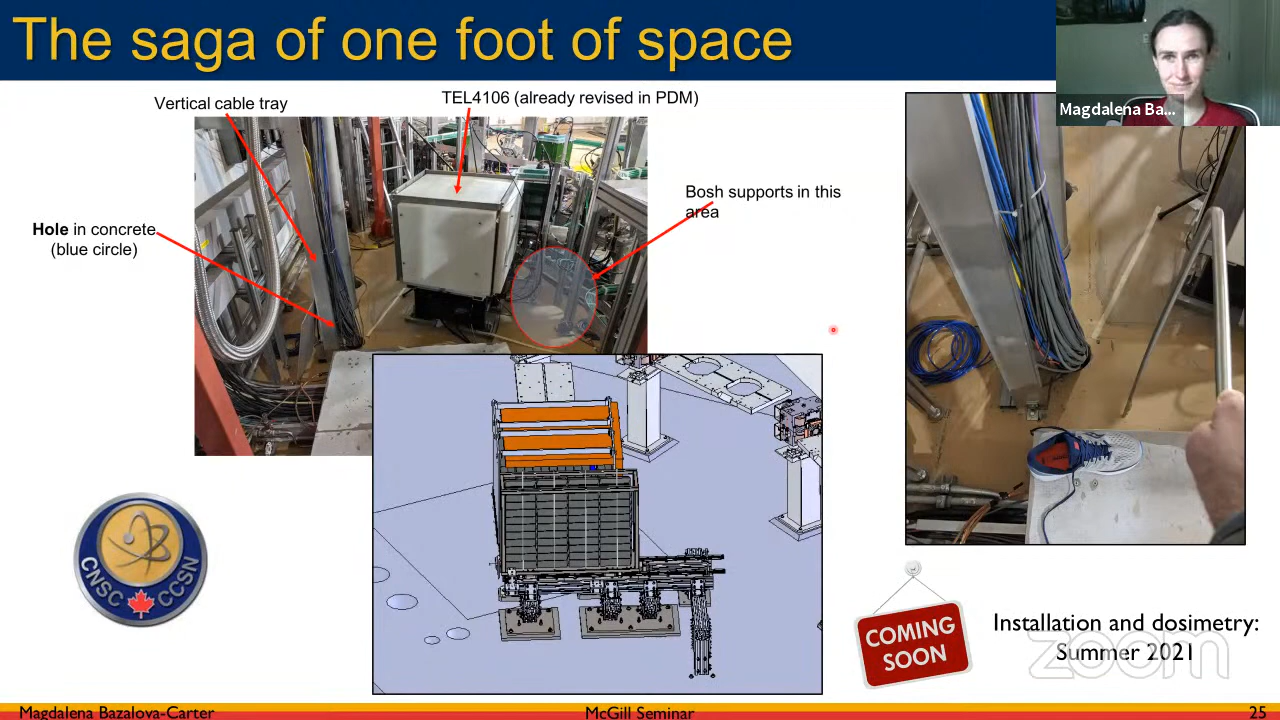 The saga of one foot of space
Magdalena Ba...
Vertical cable tray
TEL4106 (already revised in PDM)
Bosh supports in this
area
Hole in concrete
(blue circle)
CNSC CCSN
COMING
SOON
Installation and dosimetry:
Summer 2021
zoom
Magdalena Bazalova-Carter
McGill Seminar
25